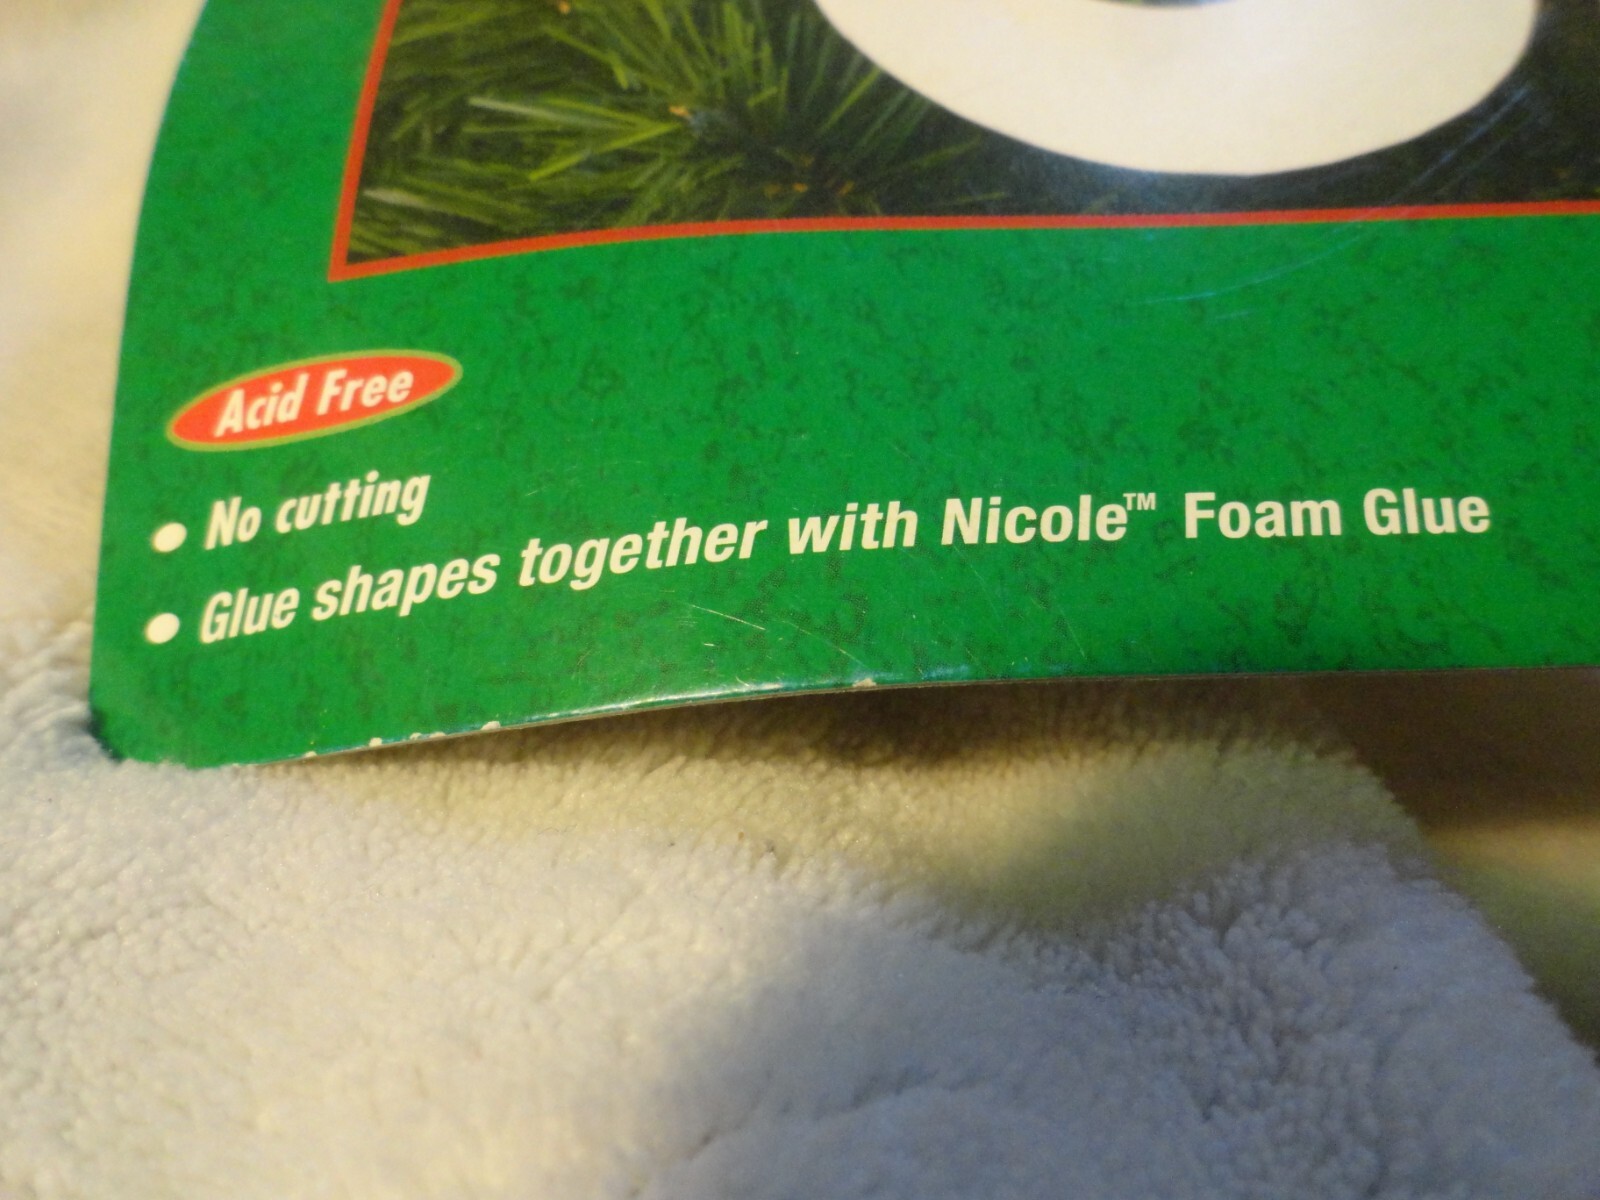 Acid Free
• No cutting
• Glue shapes together with Nicole™ Foam Glue